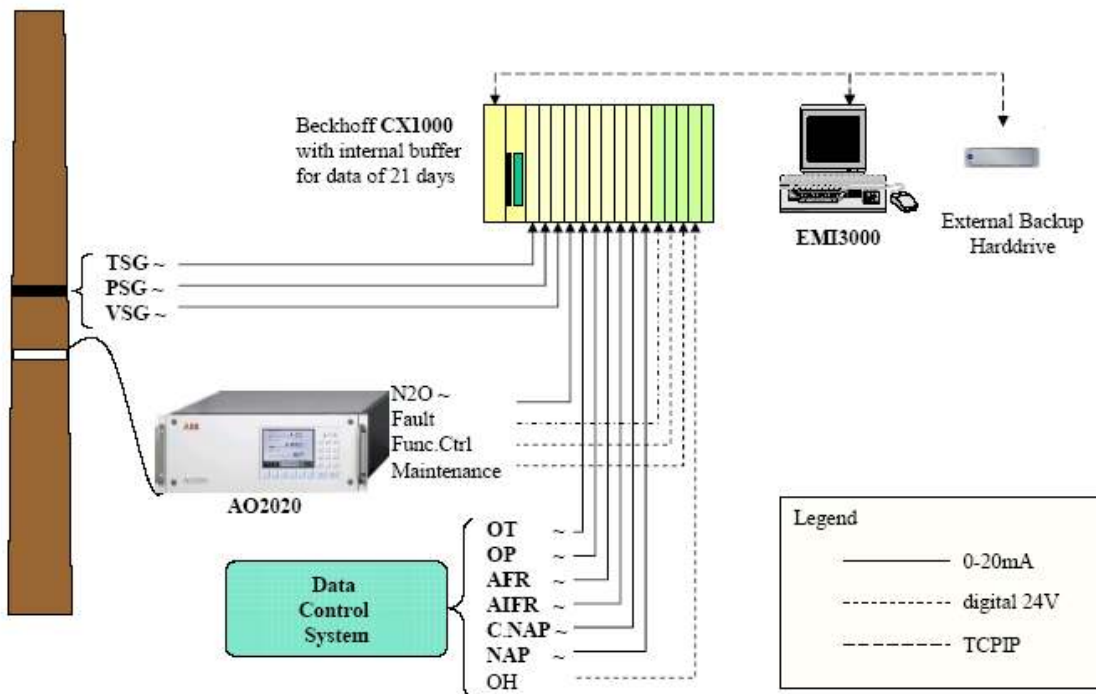 Beckhoff CX1000
with internal buffer
for data of 21 days
EMI3000
External Backup
Harddrive
TSG ~
PSG ~
VSG ~
N2O ~
Fault
Func.Ctrl
Maintenance
ABB
AO2020
Data
Control
System
OT ~
OP ~
AFR ~
AIFR ~
C.NAP ~
NAP ~
OH
Legend
0-20mA
digital 24V
TCPIP